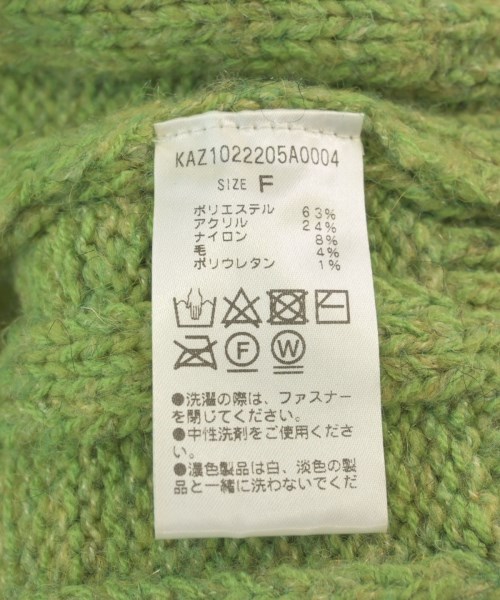 KAZ1022205A0004
SIZE F
ポリエステル 63%
アクリル 24%
ナイロン 8%
毛 4%
ポリウレタン 1%
F W
●洗濯の際は、ファスナー
を閉じてください。
●中性洗剤をご使用くださ
い。
●濃色製品は白、淡色の製
品と一緒に洗わないでくだ